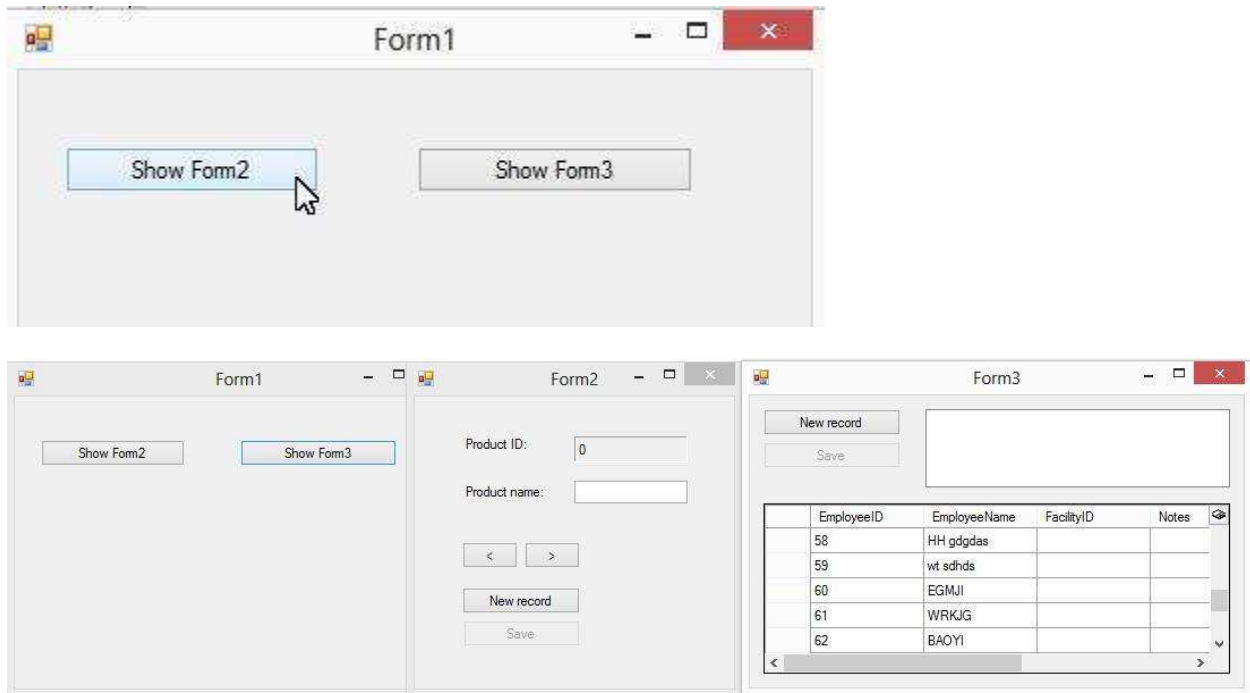 Form1
Show Form2 Show Form3
Form1
Show Form2 Show Form3
Form2
Product ID: 0
Product name:
< >
New record
Save
Form3
New record
Save
EmployeeID EmployeeName FacilityID Notes
58 HH gdgdas
59 wt sdhds
60 EGMJI
61 WRKJG
62 BAOYI